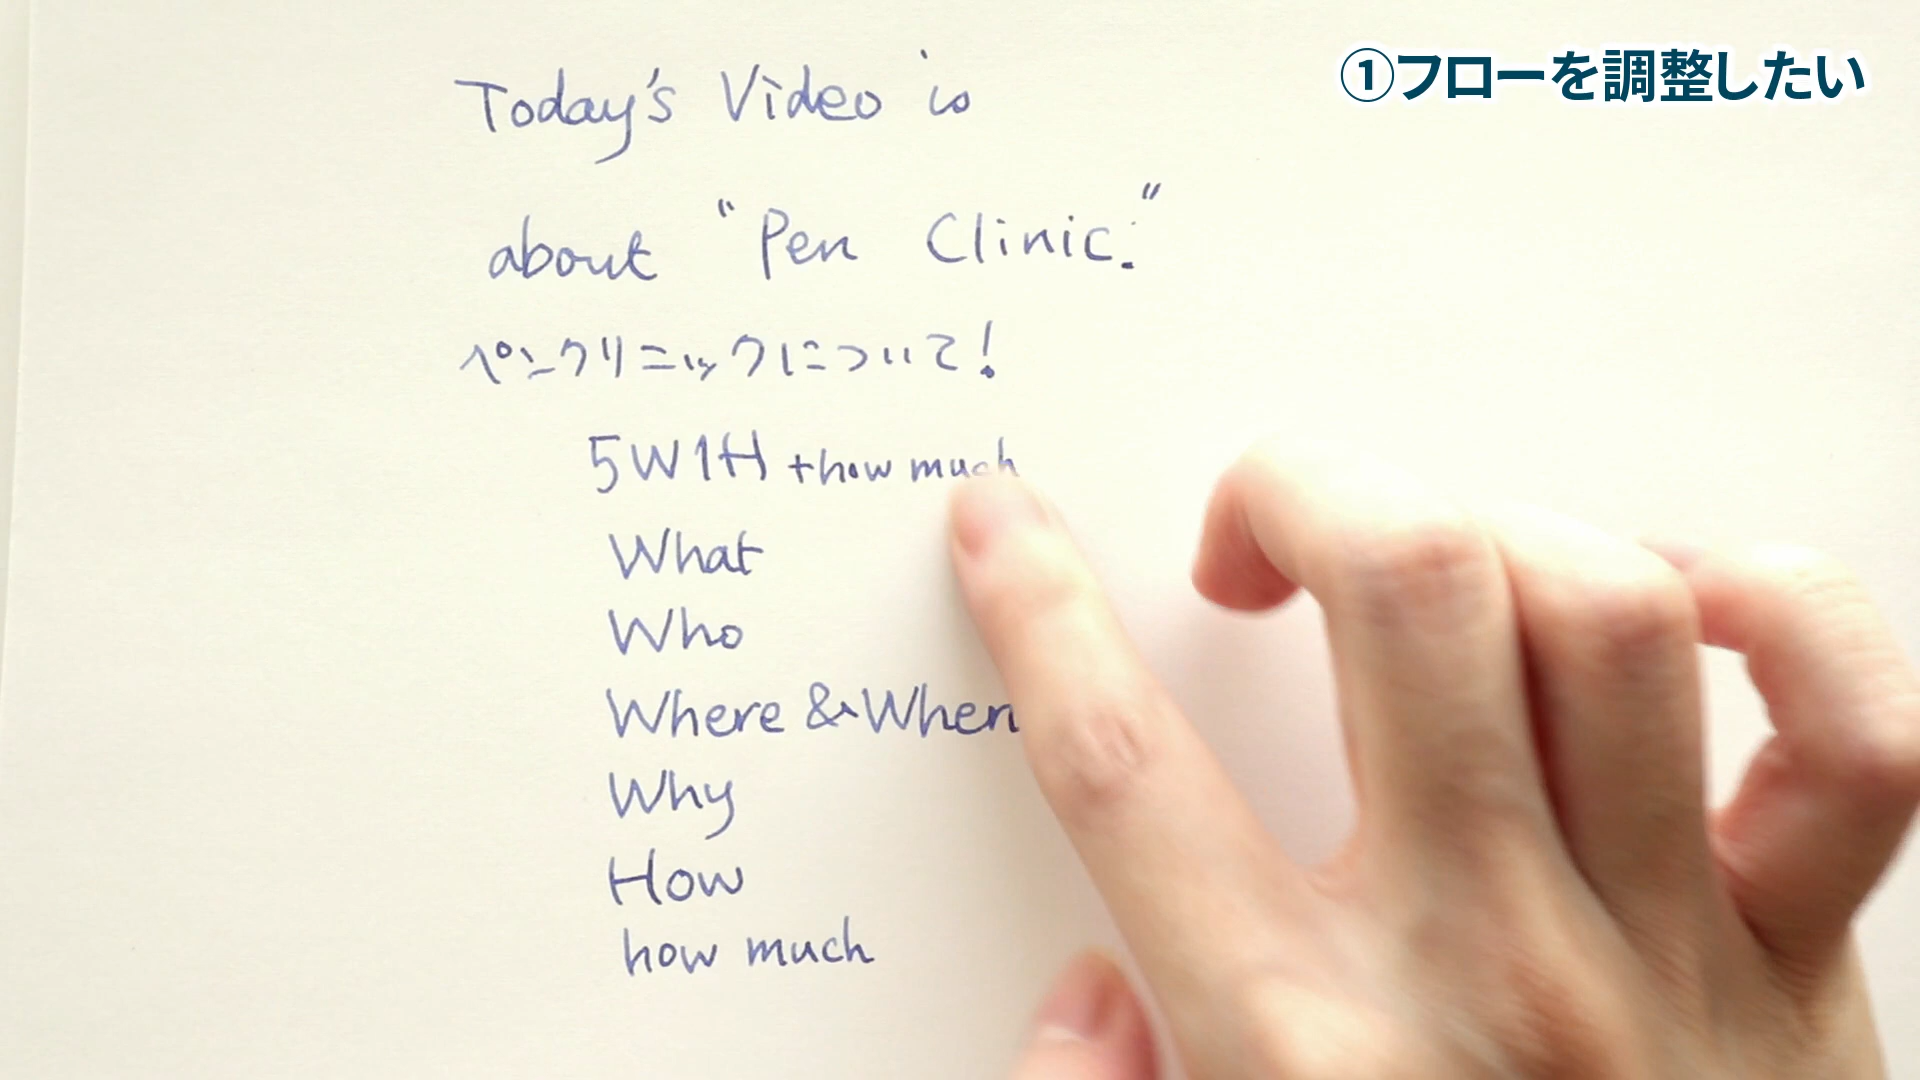 ①フローを調整したい
Today's Video is
about "Pen Clinic."
ペンクリニックについて!
5W1H +how much
What
Who
Where & When
Why
How
how much